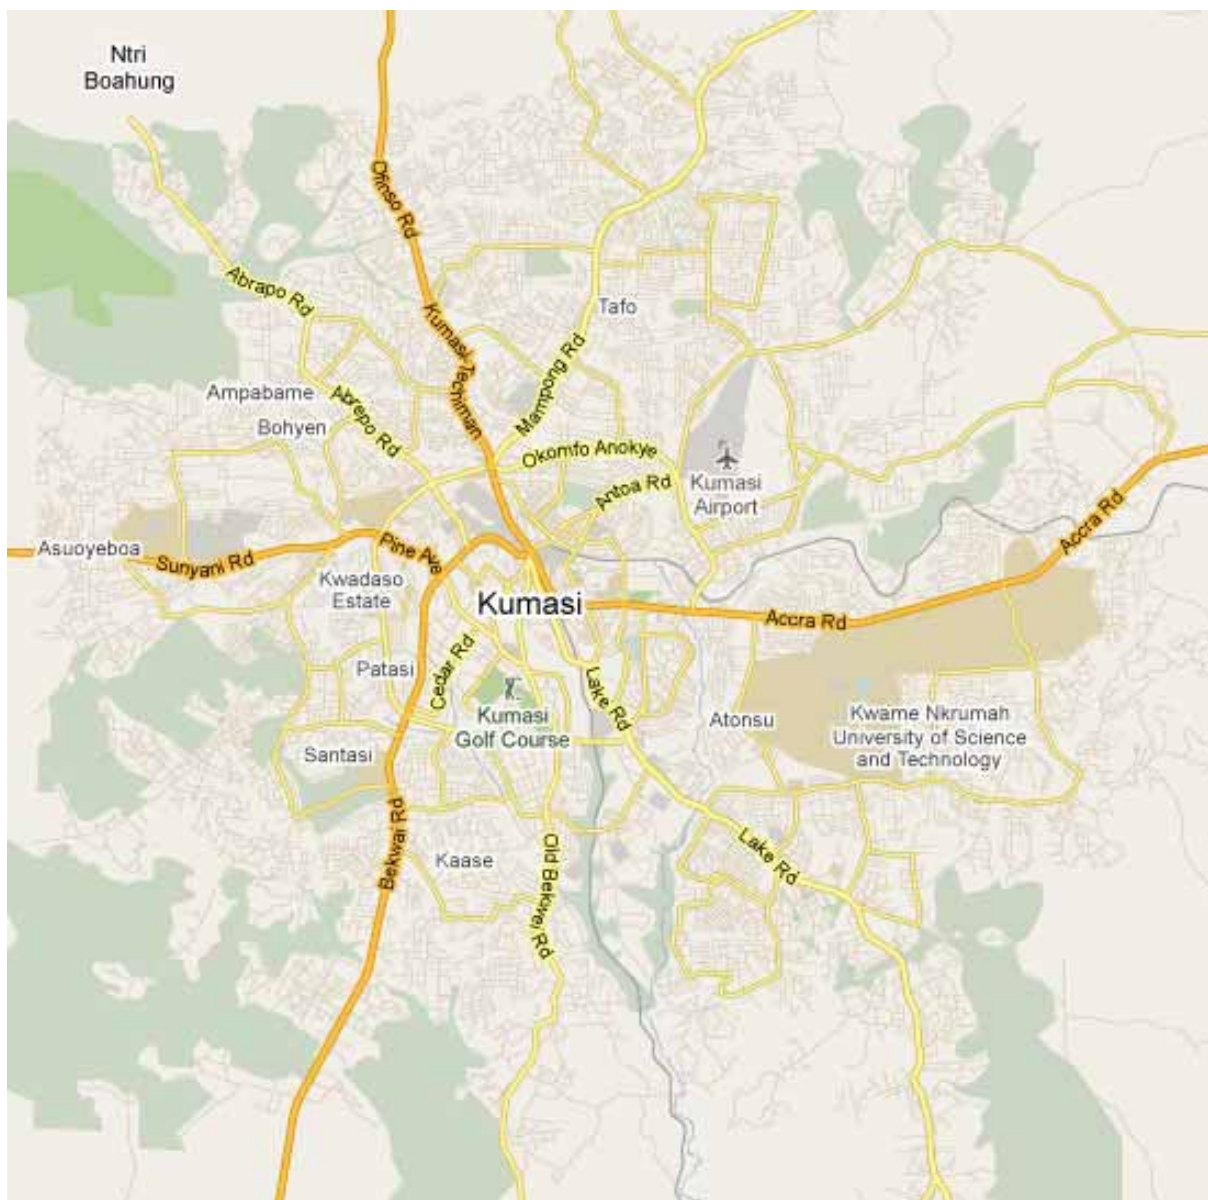 Ntri
Boahung
Ofinso Rd
Abrapo Rd
Tafo
Kumasi-Techiman
Mampong Rd
Ampabame
Abrepo Rd
Bohyen
Okomfo Anokye
Antoa Rd
Kumasi
Airport
Accra Rd
Asuoyeboa
Sunyani Rd
Pine Ave
Kwadaso
Estate
Kumasi
Accra Rd
Patasi
Cedar Rd
Lake Rd
Kumasi
Golf Course
Atonsu
Kwame Nkrumah
University of Science
and Technology
Santasi
Bekwai Rd
Kaase
Old Bekwei Rd
Lake Rd